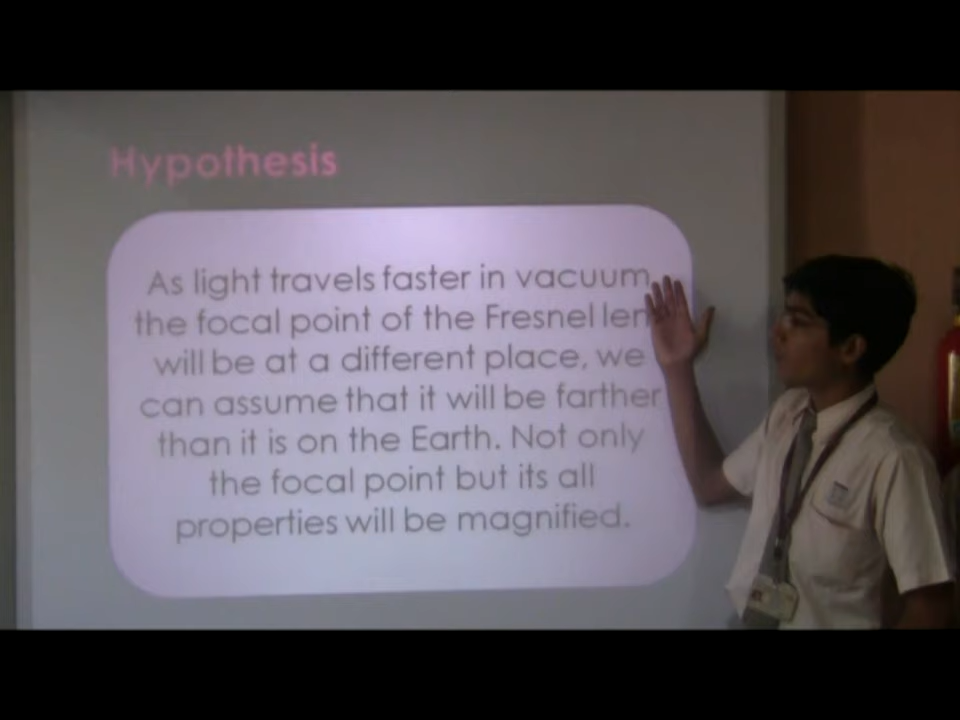 Hypothesis
As light travels faster in vacuum
the focal point of the Fresnel len
will be at a different place, we
can assume that it will be farther
than it is on the Earth. Not only
the focal point but its all
properties will be magnified.